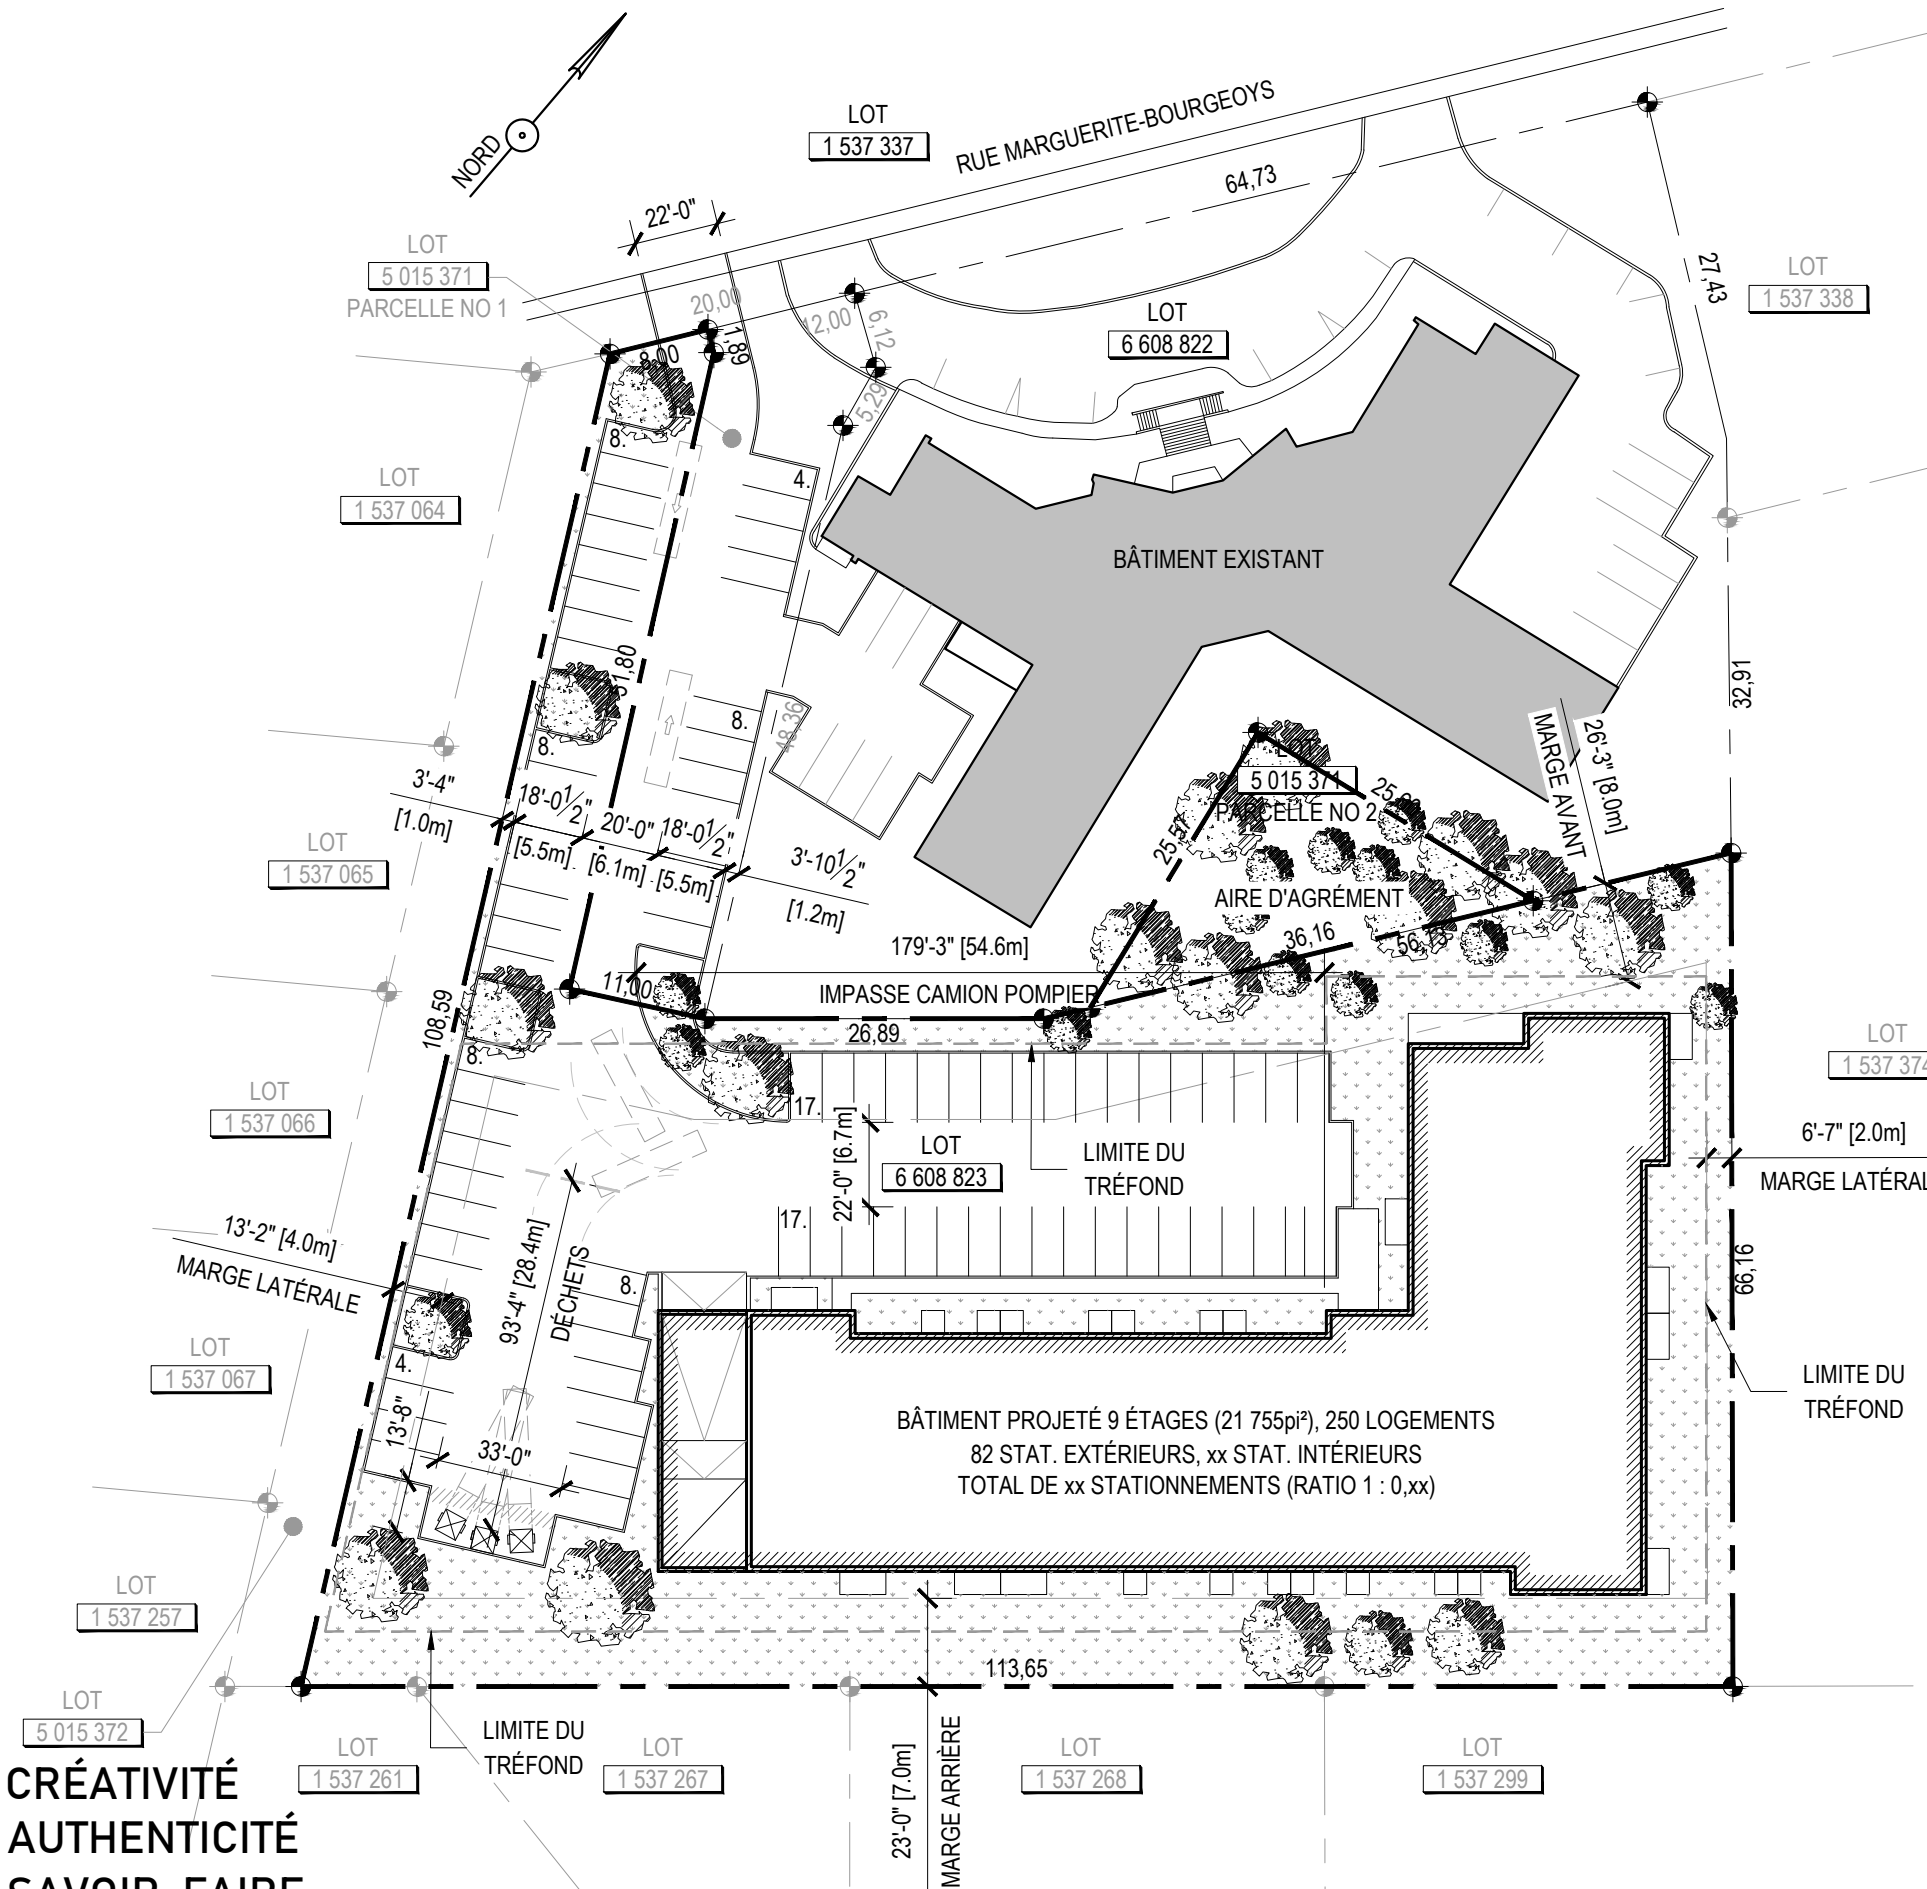 NORD
LOT
1 537 337
RUE MARGUERITE-BOURGEOYS
64,73
22'-0"
LOT
5 015 371
PARCELLE NO 1
20,00
12,00
6,12
1,89
8,00
5,29
LOT
6 608 822
27,43
LOT
1 537 338
8.
4.
LOT
1 537 064
BÂTIMENT EXISTANT
51,80
8.
8.
48,36
32,91
MARGE AVANT
26'-3" [8.0m]
LOT
5 015 371
PARCELLE NO 2
25,57
3'-4"
[1.0m]
18'-0 1/2"
[5.5m]
20'-0"
[6.1m]
18'-0 1/2"
[5.5m]
3'-10 1/2"
[1.2m]
LOT
1 537 065
AIRE D'AGRÉMENT
36,16
56,73
179'-3" [54.6m]
11,00
IMPASSE CAMION POMPIER
26,89
108,59
8.
LOT
1 537 374
LOT
1 537 066
17.
22'-0" [6.7m]
LOT
6 608 823
LIMITE DU
TRÉFOND
17.
6'-7" [2.0m]
MARGE LATÉRAL
13'-2" [4.0m]
MARGE LATÉRALE
93'-4" [28.4m]
DÉCHETS
8.
66,16
LOT
1 537 067
4.
13'-8"
33'-0"
LIMITE DU
TRÉFOND
BÂTIMENT PROJETÉ 9 ÉTAGES (21 755pi²), 250 LOGEMENTS
82 STAT. EXTÉRIEURS, xx STAT. INTÉRIEURS
TOTAL DE xx STATIONNEMENTS (RATIO 1 : 0,xx)
LOT
1 537 257
113,65
LOT
5 015 372
LIMITE DU
TRÉFOND
LOT
1 537 261
LOT
1 537 267
23'-0" [7.0m]
MARGE ARRIÈRE
LOT
1 537 268
LOT
1 537 299
CRÉATIVITÉ
AUTHENTICITÉ
SAVOIR-FAIRE